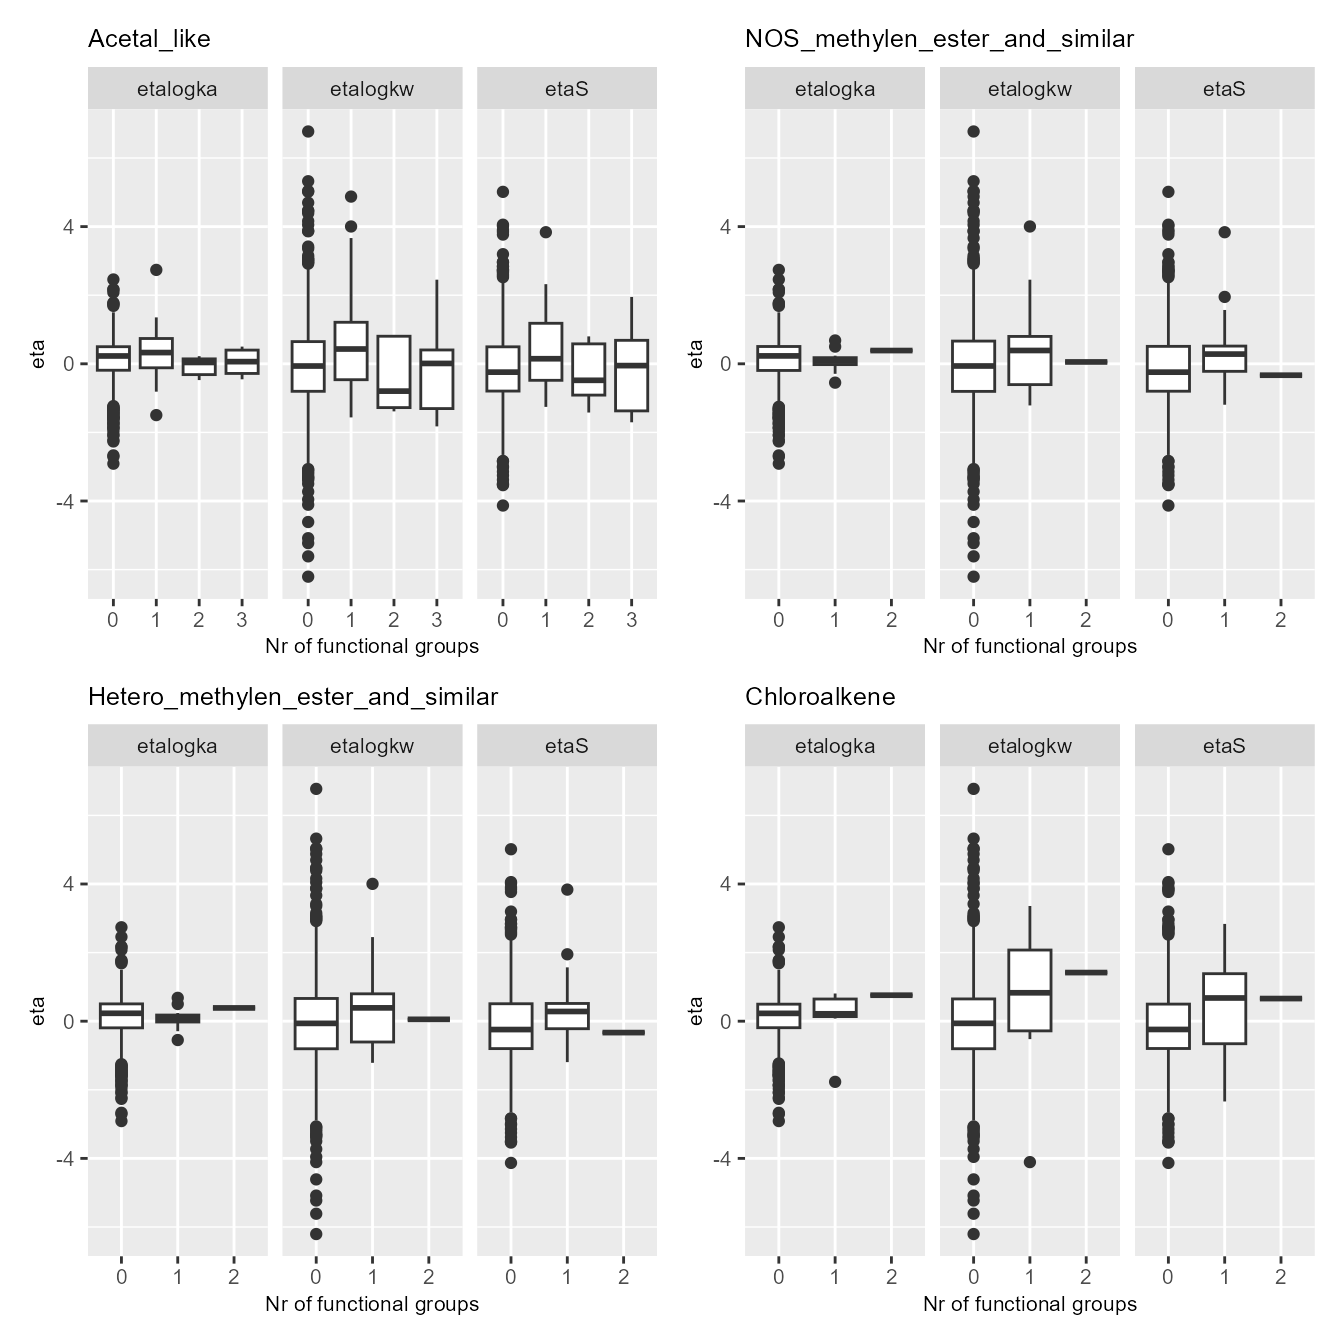 Acetal_like
etalogka etalogkw etaS
4
0
-4
eta
0 1 2 3 0 1 2 3 0 1 2 3
Nr of functional groups
NOS_methylen_ester_and_similar
etalogka etalogkw etaS
4
0
-4
eta
0 1 2 0 1 2 0 1 2
Nr of functional groups
Hetero_methylen_ester_and_similar
etalogka etalogkw etaS
4
0
-4
eta
0 1 2 0 1 2 0 1 2
Nr of functional groups
Chloroalkene
etalogka etalogkw etaS
4
0
-4
eta
0 1 2 0 1 2 0 1 2
Nr of functional groups